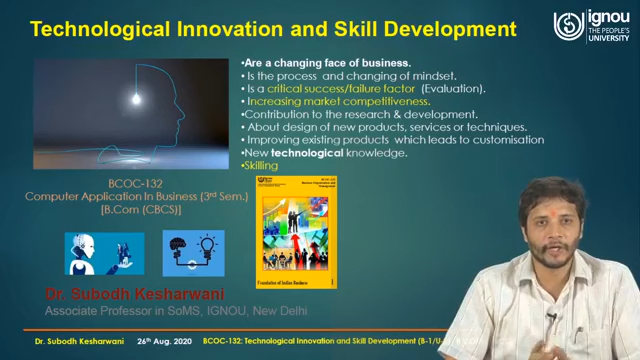 Technological Innovation and Skill Development
ignou
THE PEOPLE'S
UNIVERSITY
•Are a changing face of business.
•Is the process and changing of mindset.
•Is a critical success/failure factor (Evaluation).
•Increasing market competitiveness.
•Contribution to the research & development.
•About design of new products, services or techniques.
•Improving existing products which leads to customisation
•New technological knowledge.
•Skilling
BCOC-132
Computer Application In Business (3rd Sem.)
[B.Com (CBCS)]
Foundation of Indian Business
Dr. Subodh Kesharwani
Associate Professor in SoMS, IGNOU, New Delhi
Dr. Subodh Kesharwani 26th Aug. 2020 BCOC-132: Technological Innovation and Skill Development (B-1/U-